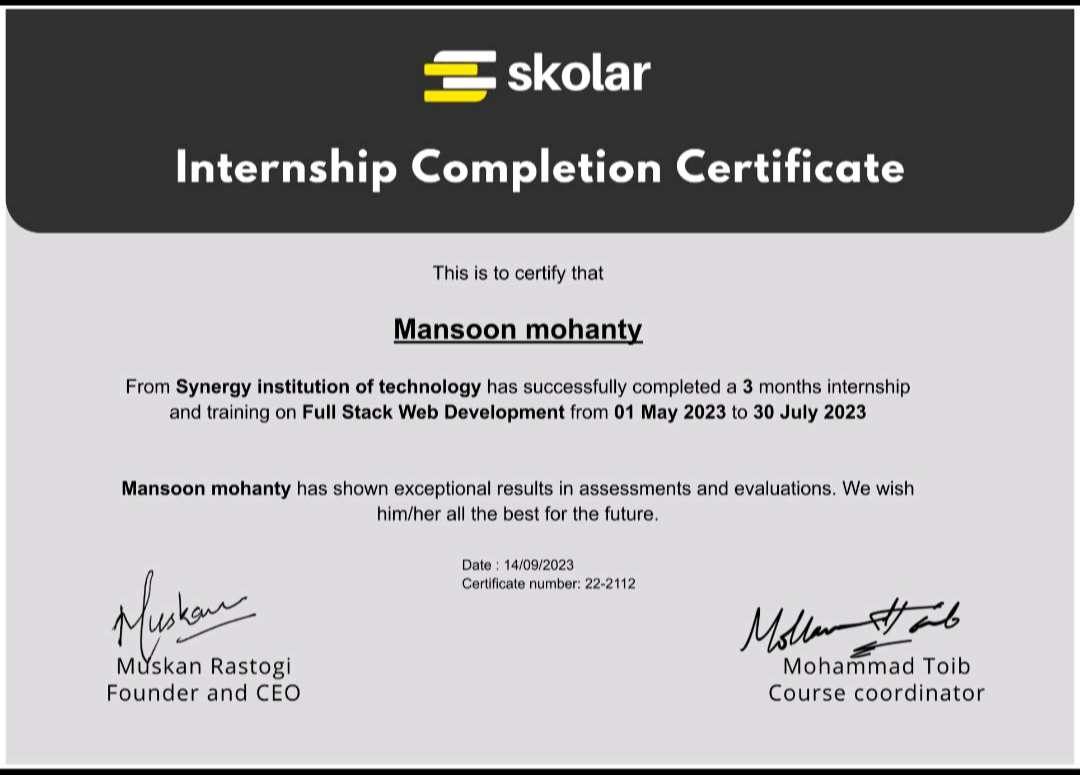 skolar
Internship Completion Certificate
This is to certify that
Mansoon mohanty
From Synergy institution of technology has successfully completed a 3 months internship
and training on Full Stack Web Development from 01 May 2023 to 30 July 2023
Mansoon mohanty has shown exceptional results in assessments and evaluations. We wish
him/her all the best for the future.
Date : 14/09/2023
Certificate number: 22-2112
Muskan
Muskan Rastogi
Founder and CEO
Mohammad Toib
Course coordinator